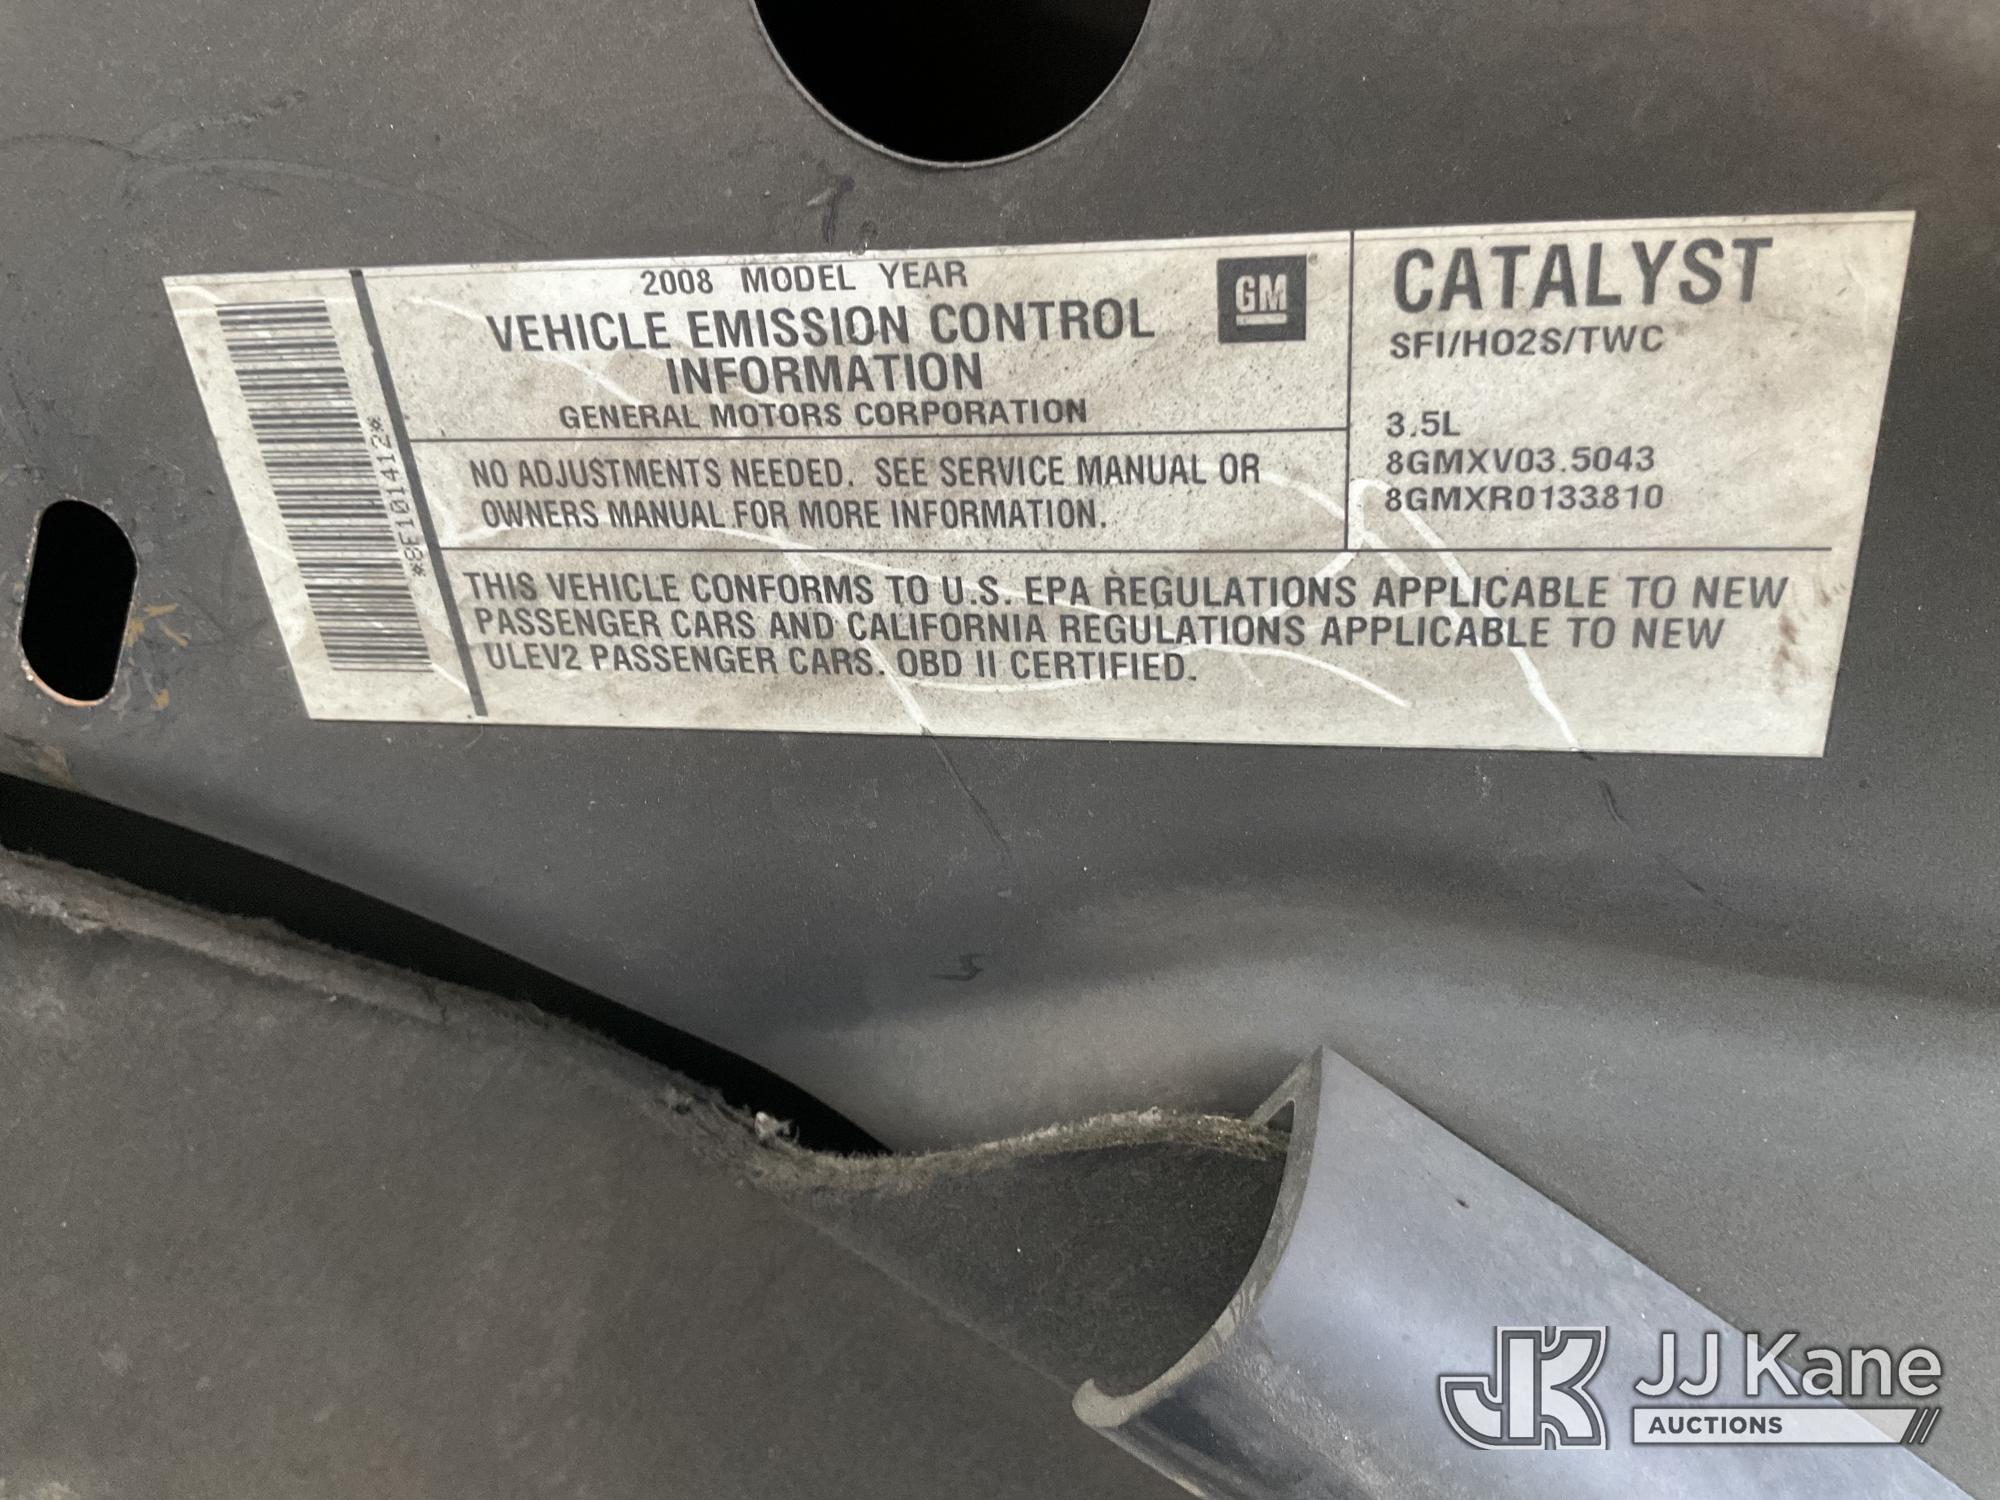 2008 MODEL YEAR
VEHICLE EMISSION CONTROL
INFORMATION
GENERAL MOTORS CORPORATION
GM
CATALYST
SFI/HO2S/TWC
3.5L
8GMXV03.5043
8GMXR0133810
NO ADJUSTMENTS NEEDED. SEE SERVICE MANUAL OR
OWNERS MANUAL FOR MORE INFORMATION.
THIS VEHICLE CONFORMS TO U.S. EPA REGULATIONS APPLICABLE TO NEW
PASSENGER CARS AND CALIFORNIA REGULATIONS APPLICABLE TO NEW
ULEV2 PASSENGER CARS. OBD II CERTIFIED.
*8E101412*
JK JJ Kane
AUCTIONS